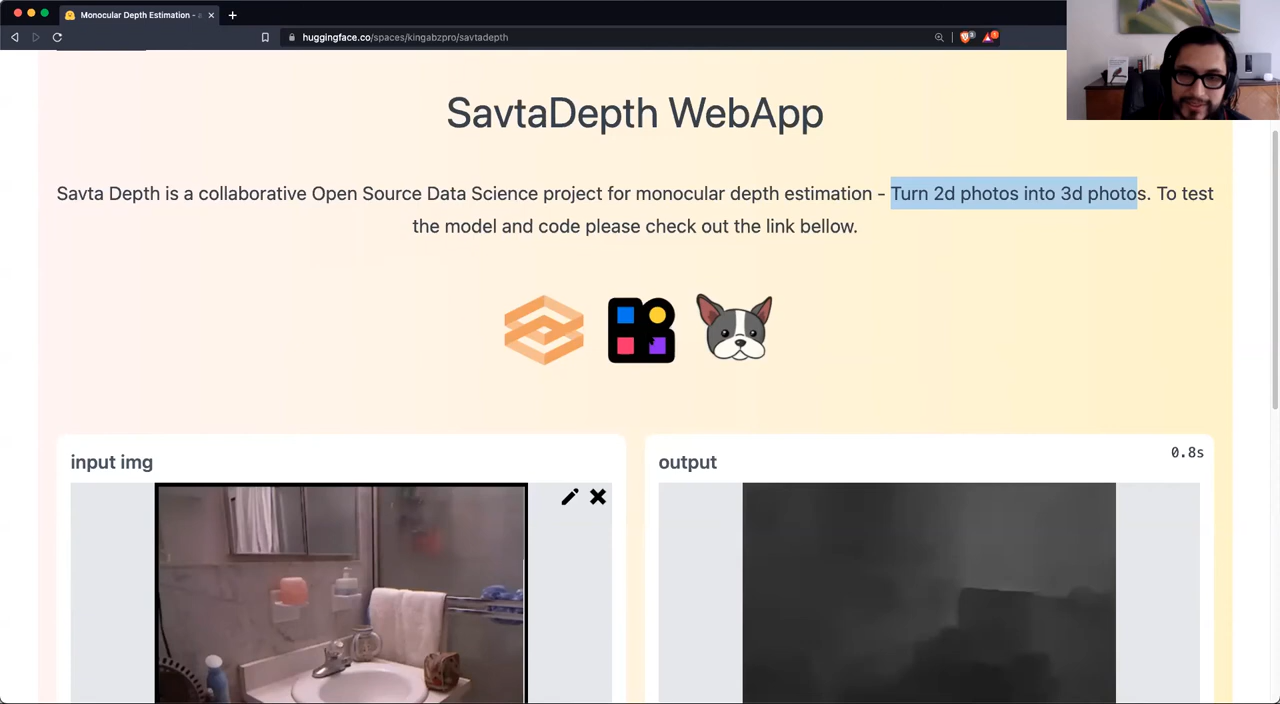 Monocular Depth Estimation - a
huggingface.co/spaces/kingabzpro/savtadepth
SavtaDepth WebApp
Savta Depth is a collaborative Open Source Data Science project for monocular depth estimation - Turn 2d photos into 3d photos. To test
the model and code please check out the link bellow.
input img
output
0.8s